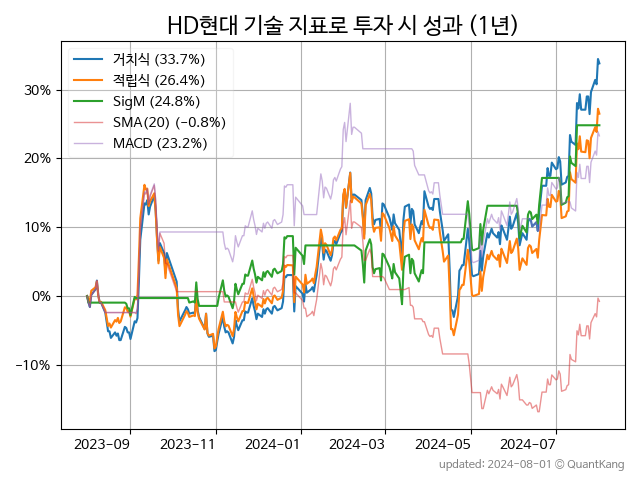 HD현대 기술 지표로 투자 시 성과 (1년)
거치식 (33.7%)
적립식 (26.4%)
SigM (24.8%)
SMA(20) (−0.8%)
MACD (23.2%)
30%
20%
10%
0%
−10%
2023-09 2023-11 2024-01 2024-03 2024-05 2024-07
updated: 2024-08-01 © QuantKang